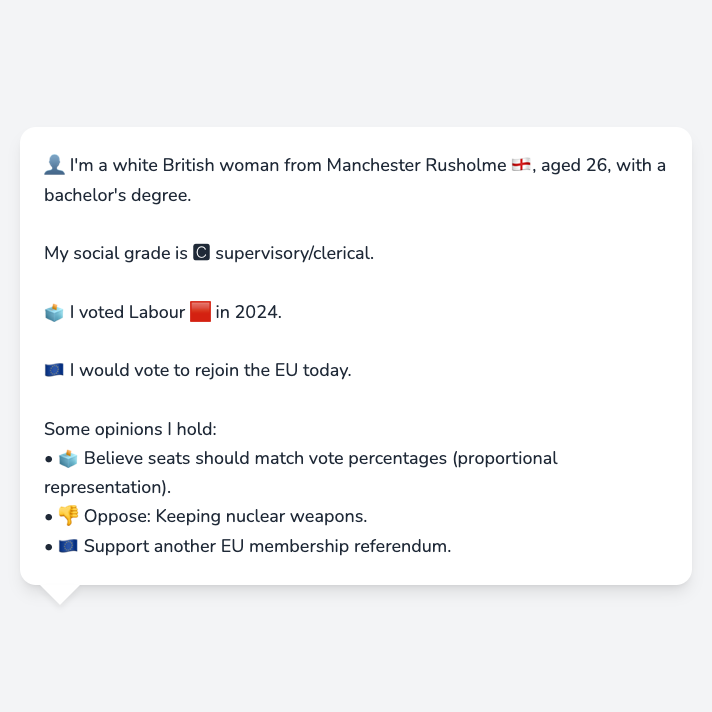 👤 I'm a white British woman from Manchester Rusholme 🏴󠁧󠁢󠁥󠁮󠁧󠁿, aged 26, with a
bachelor's degree.
My social grade is 🅲 supervisory/clerical.
🗳️ I voted Labour 🟥 in 2024.
🇪🇺 I would vote to rejoin the EU today.
Some opinions I hold:
• 🗳️ Believe seats should match vote percentages (proportional
representation).
• 👎 Oppose: Keeping nuclear weapons.
• 🇪🇺 Support another EU membership referendum.